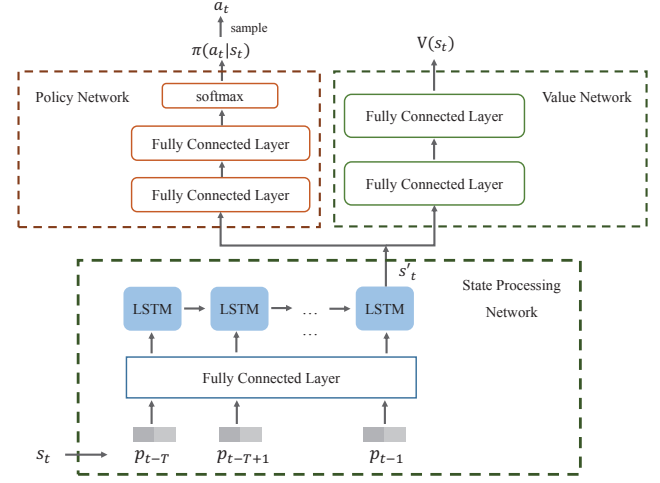 a_t
sample
π(a_t|s_t)
V(s_t)
Policy Network
softmax
Fully Connected Layer
Fully Connected Layer
Value Network
Fully Connected Layer
Fully Connected Layer
s'_t
State Processing
Network
LSTM
LSTM
...
...
LSTM
Fully Connected Layer
s_t
p_{t-T}
p_{t-T+1}
p_{t-1}